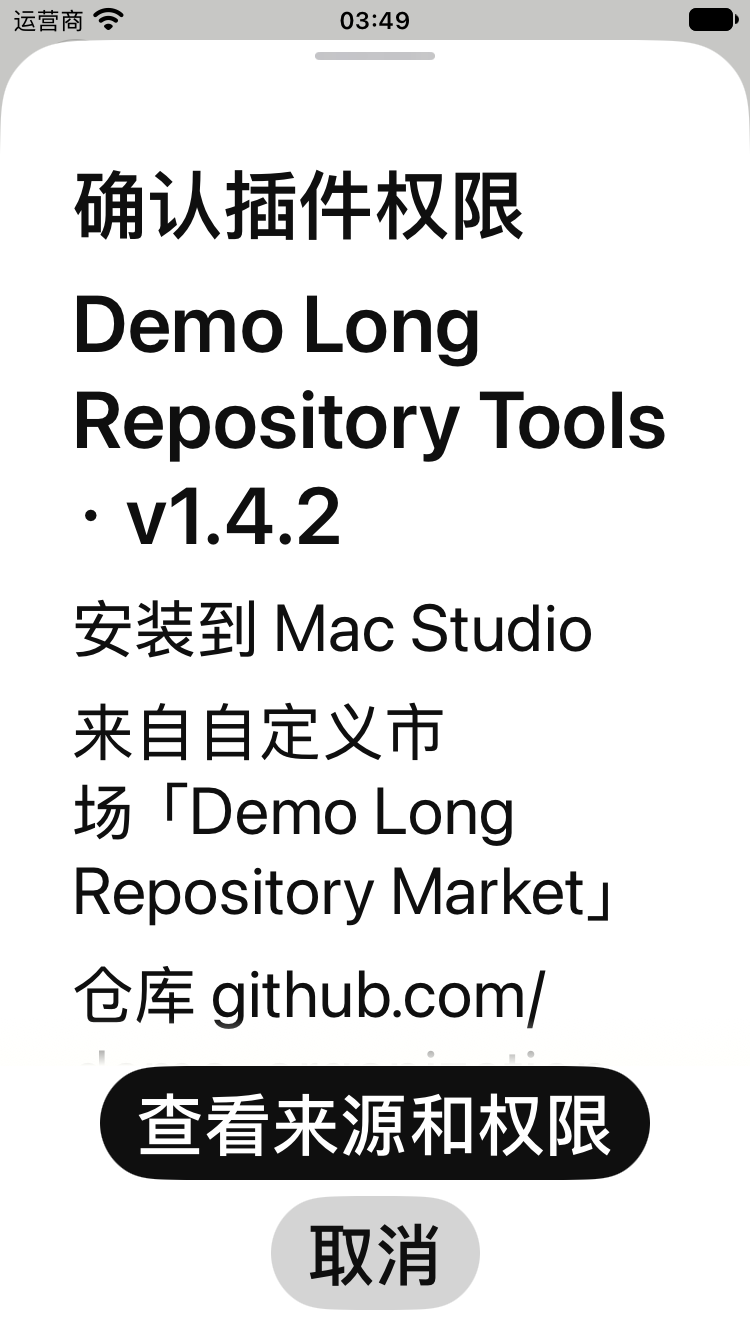 运营商
03:49
确认插件权限
Demo Long
Repository Tools
· v1.4.2
安装到 Mac Studio
来自自定义市
场「Demo Long
Repository Market」
仓库 github.com/
查看来源和权限
取消